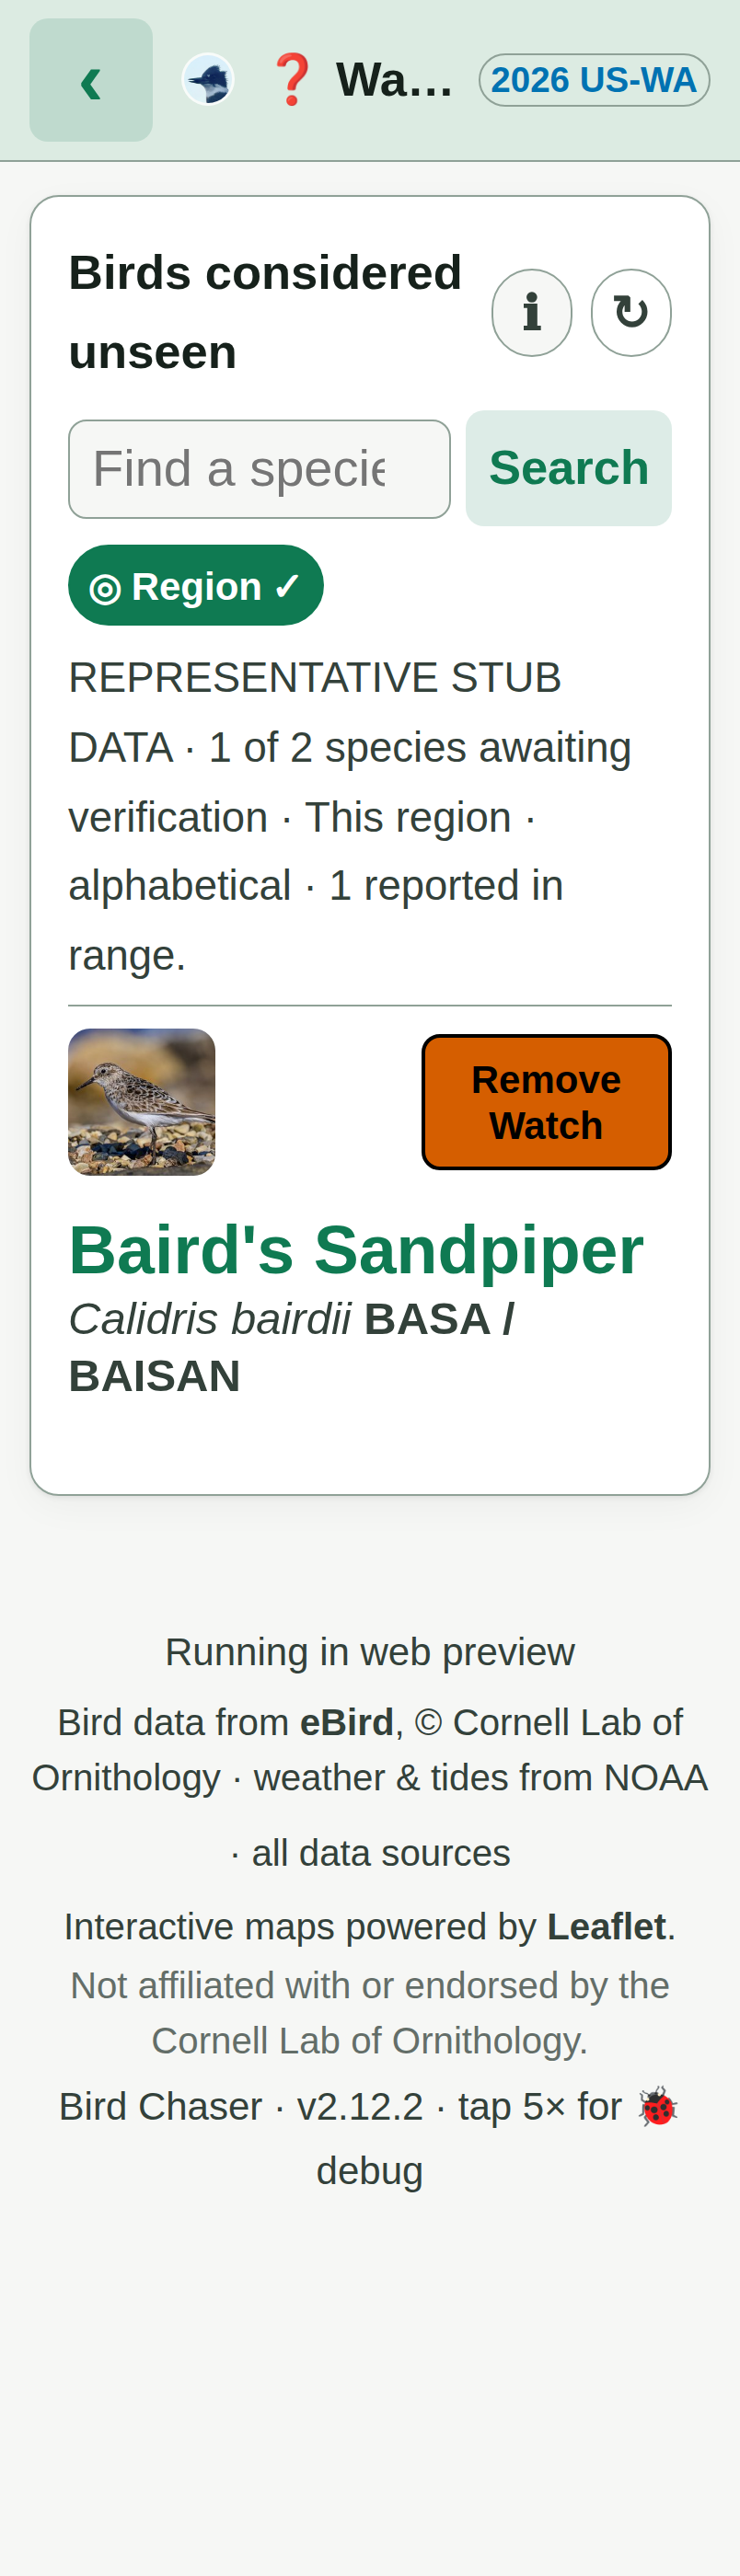 ‹ ❓ Wa... 2026 US-WA
Birds considered
unseen
ℹ ↻
Find a specie
Search
◎ Region ✓
REPRESENTATIVE STUB
DATA · 1 of 2 species awaiting
verification · This region ·
alphabetical · 1 reported in
range.
Remove
Watch
Baird's Sandpiper
Calidris bairdii BASA /
BAISAN
Running in web preview
Bird data from eBird, © Cornell Lab of
Ornithology · weather & tides from NOAA
· all data sources
Interactive maps powered by Leaflet.
Not affiliated with or endorsed by the
Cornell Lab of Ornithology.
Bird Chaser · v2.12.2 · tap 5× for 🐞
debug